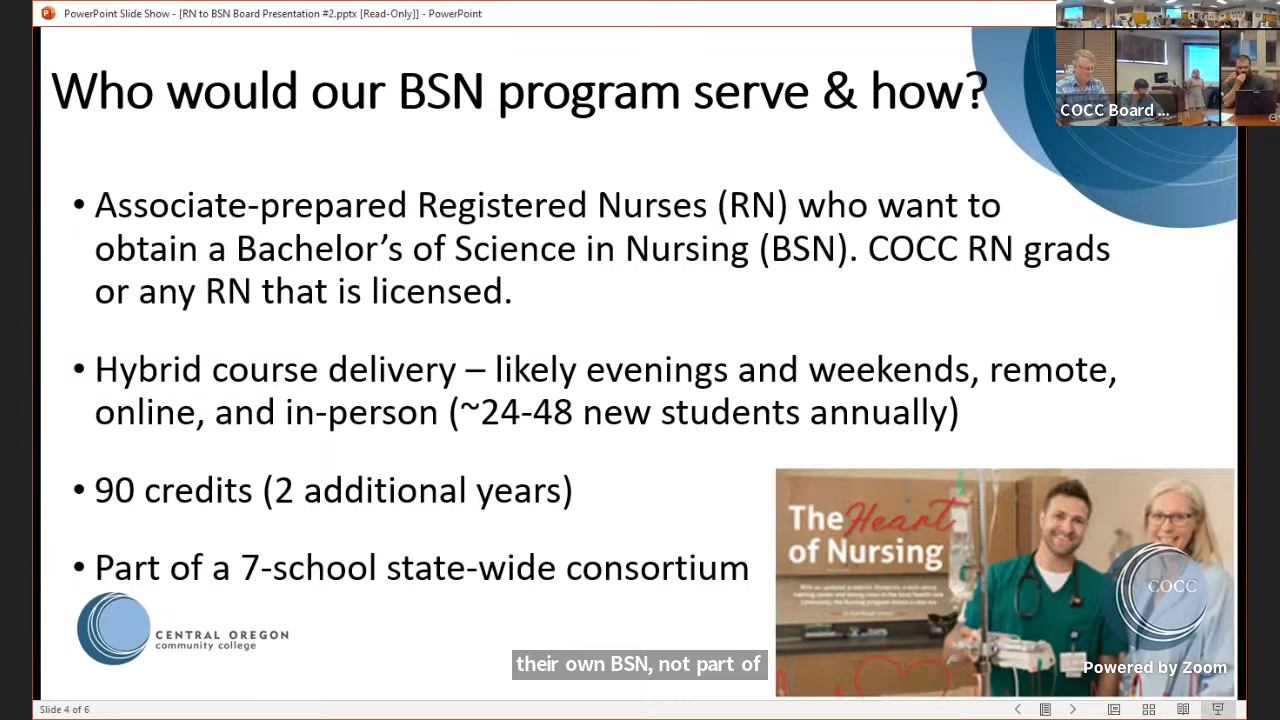 PowerPoint Slide Show - [RN to BSN Board Presentation #2.pptx [Read-Only]] - PowerPoint
Who would our BSN program serve & how?
COCC Board ...
• Associate-prepared Registered Nurses (RN) who want to
obtain a Bachelor’s of Science in Nursing (BSN). COCC RN grads
or any RN that is licensed.
• Hybrid course delivery – likely evenings and weekends, remote,
online, and in-person (~24-48 new students annually)
• 90 credits (2 additional years)
• Part of a 7-school state-wide consortium
The Heart
of Nursing
COCC
CENTRAL OREGON
community college
their own BSN, not part of
Powered by Zoom
Slide 4 of 6